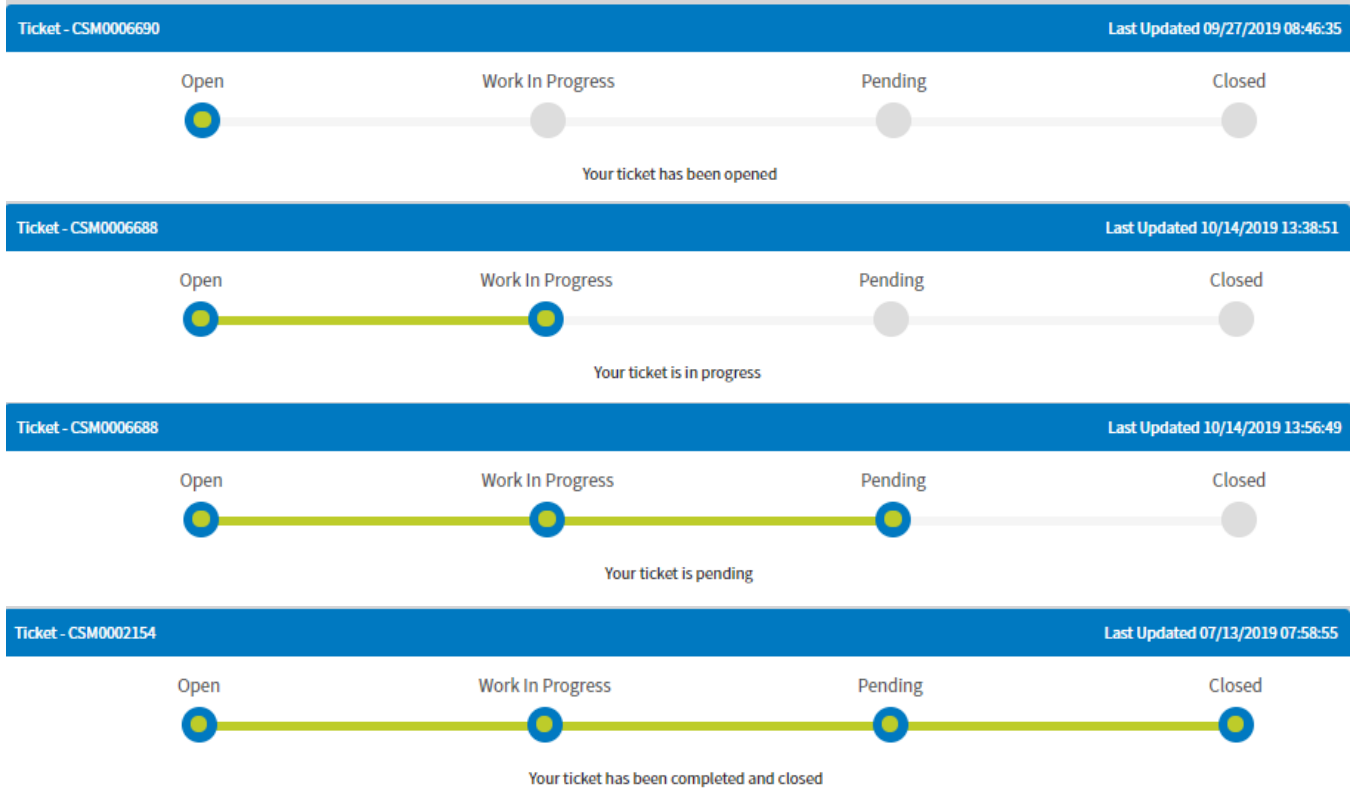 Ticket - CSM0006690 Last Updated 09/27/2019 08:46:35
Open Work In Progress Pending Closed
Your ticket has been opened
Ticket - CSM0006688 Last Updated 10/14/2019 13:38:51
Open Work In Progress Pending Closed
Your ticket is in progress
Ticket - CSM0006688 Last Updated 10/14/2019 13:56:49
Open Work In Progress Pending Closed
Your ticket is pending
Ticket - CSM0002154 Last Updated 07/13/2019 07:58:55
Open Work In Progress Pending Closed
Your ticket has been completed and closed